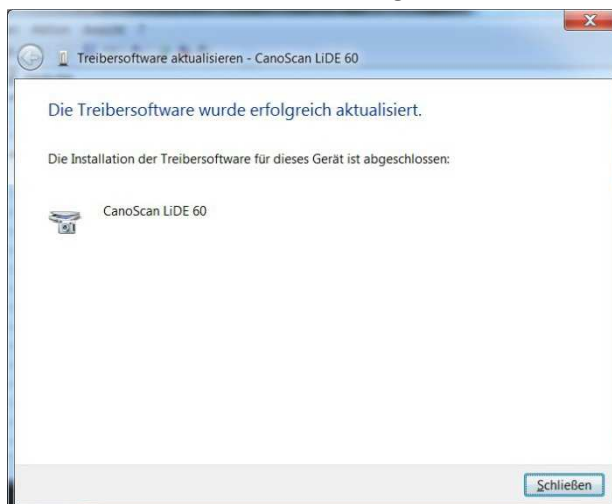 Treibersoftware aktualisieren - CanoScan LiDE 60
Die Treibersoftware wurde erfolgreich aktualisiert.
Die Installation der Treibersoftware für dieses Gerät ist abgeschlossen:
CanoScan LiDE 60
Schließen